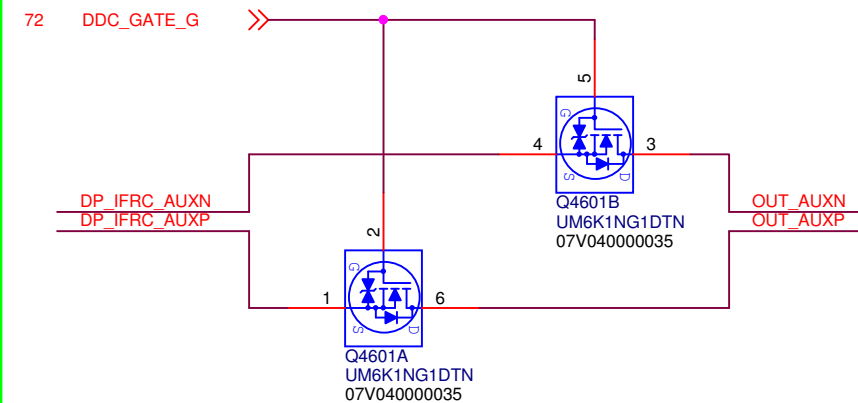 72 DDC_GATE_G
5
G
4
3
S
D
DP_IFRC_AUXN
OUT_AUXN
DP_IFRC_AUXP
OUT_AUXP
Q4601B
UM6K1NG1DTN
07V040000035
2
G
1
6
S
D
Q4601A
UM6K1NG1DTN
07V040000035